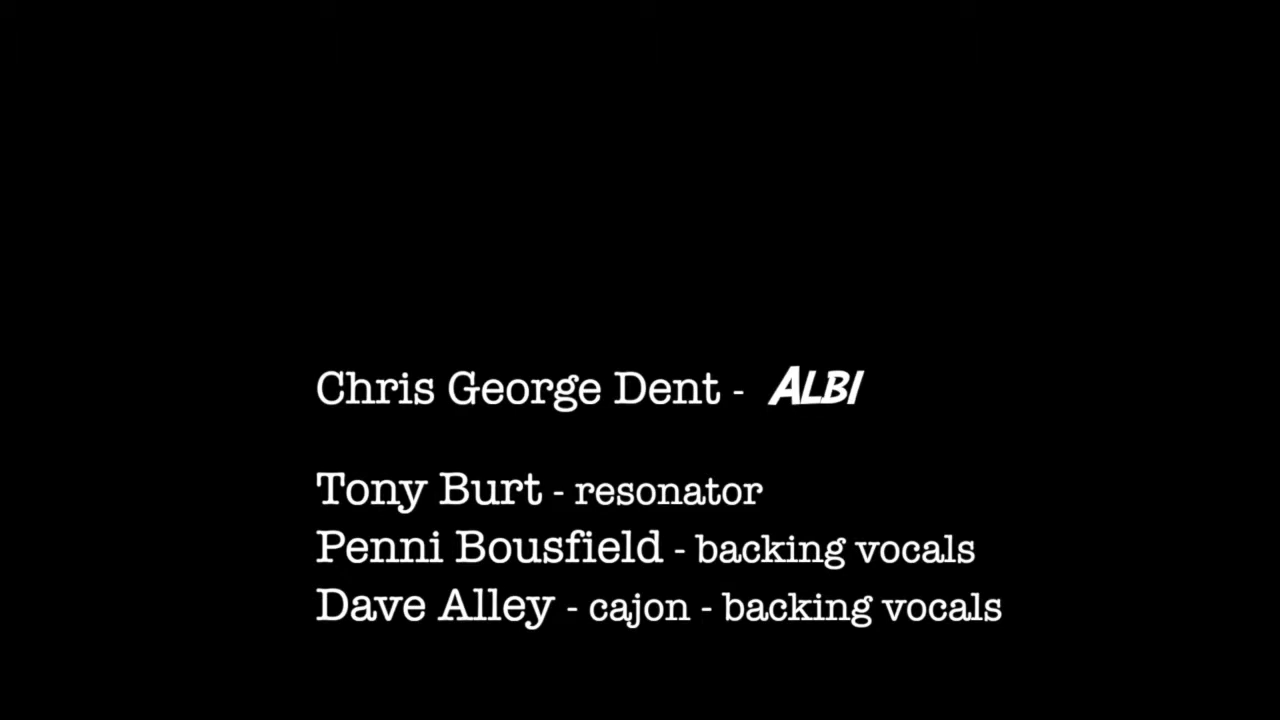 Chris George Dent - ALBI
Tony Burt - resonator
Penni Bousfield - backing vocals
Dave Alley - cajon - backing vocals